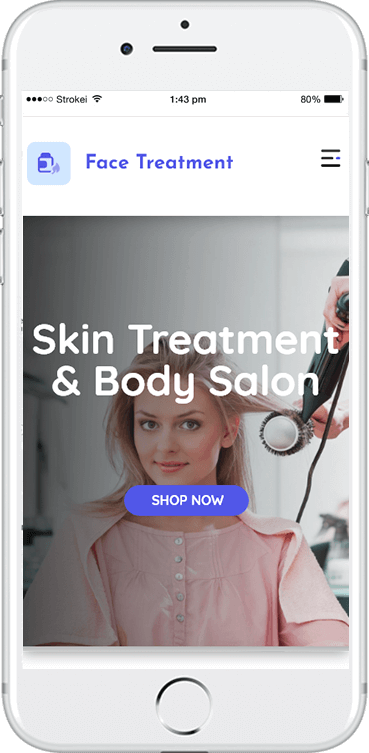 Strokei 1:43 pm 80%
Face Treatment
Skin Treatment
& Body Salon
SHOP NOW